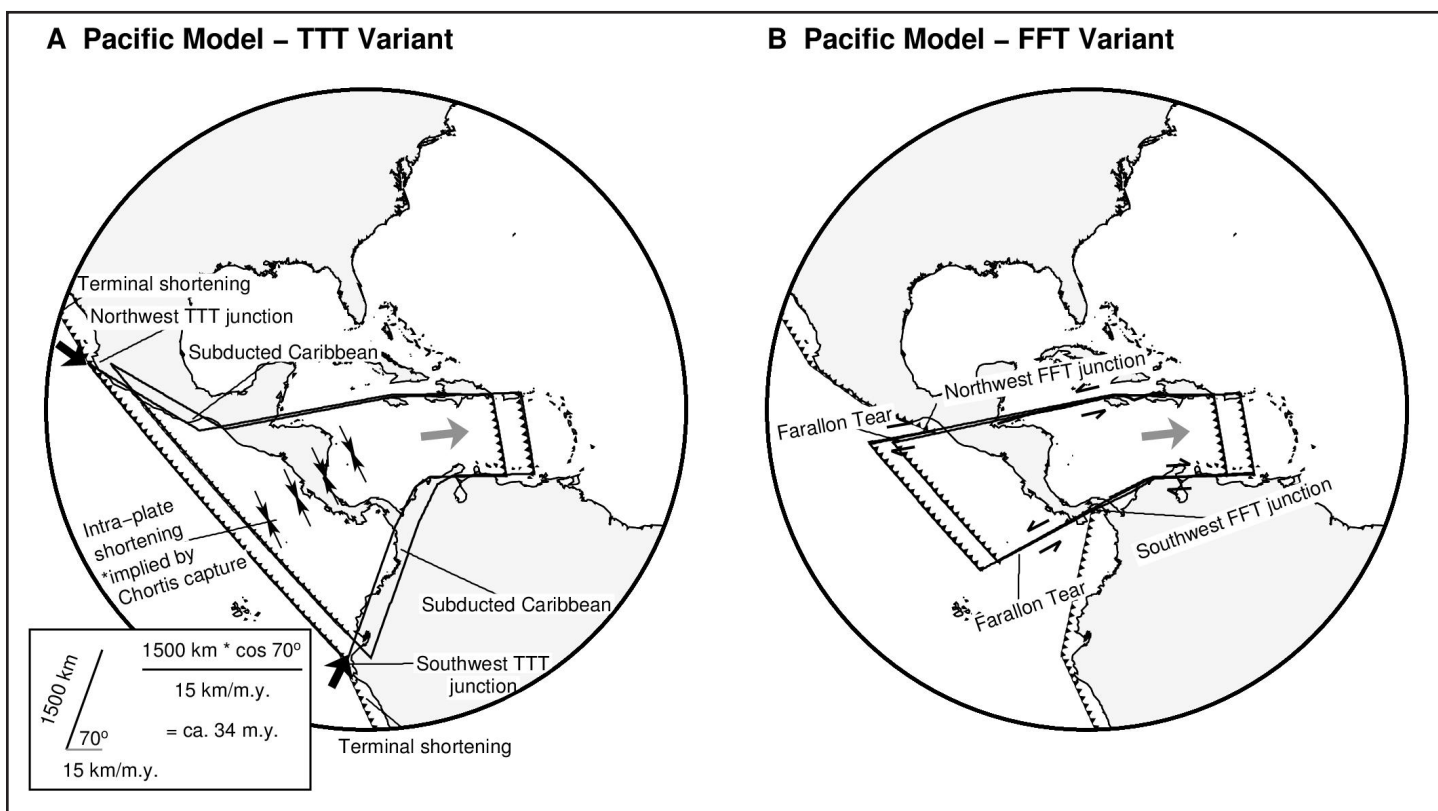 A Pacific Model – TTT Variant
Terminal shortening
Northwest TTT junction
Subducted Caribbean
Intra–plate
shortening
*implied by
Chortis capture
Subducted Caribbean
Southwest TTT
junction
Terminal shortening
1500 km
70º
15 km/m.y.
1500 km * cos 70º
15 km/m.y.
= ca. 34 m.y.
B Pacific Model – FFT Variant
Northwest FFT junction
Farallon Tear
Southwest FFT junction
Farallon Tear